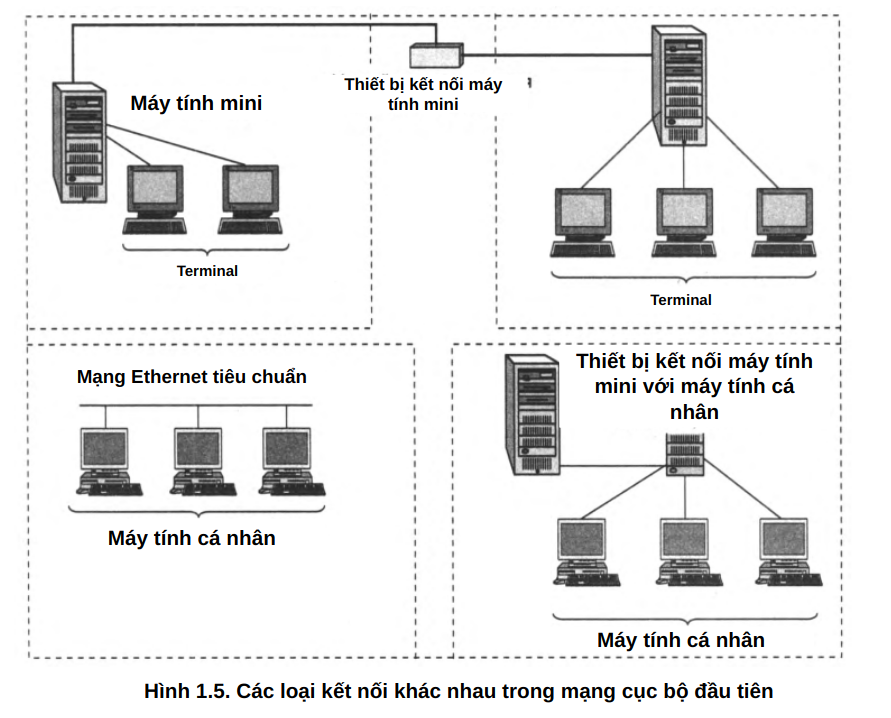 Máy tính mini
Thiết bị kết nối máy
tính mini
Terminal
Terminal
Mạng Ethernet tiêu chuẩn
Máy tính cá nhân
Thiết bị kết nối máy tính
mini với máy tính cá
nhân
Máy tính cá nhân
Hình 1.5. Các loại kết nối khác nhau trong mạng cục bộ đầu tiên